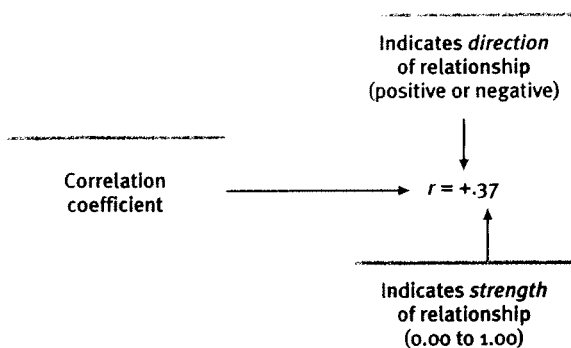 Indicates direction
of relationship
(positive or negative)
Correlation
coefficient
r = +.37
Indicates strength
of relationship
(0.00 to 1.00)